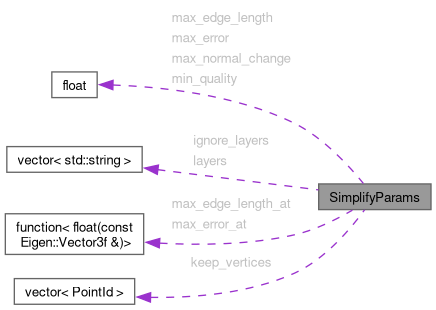 max_edge_length
max_error
max_normal_change
min_quality
float
ignore_layers
layers
vector< std::string >
SimplifyParams
max_edge_length_at
max_error_at
function< float(const
Eigen::Vector3f &)>
keep_vertices
vector< PointId >